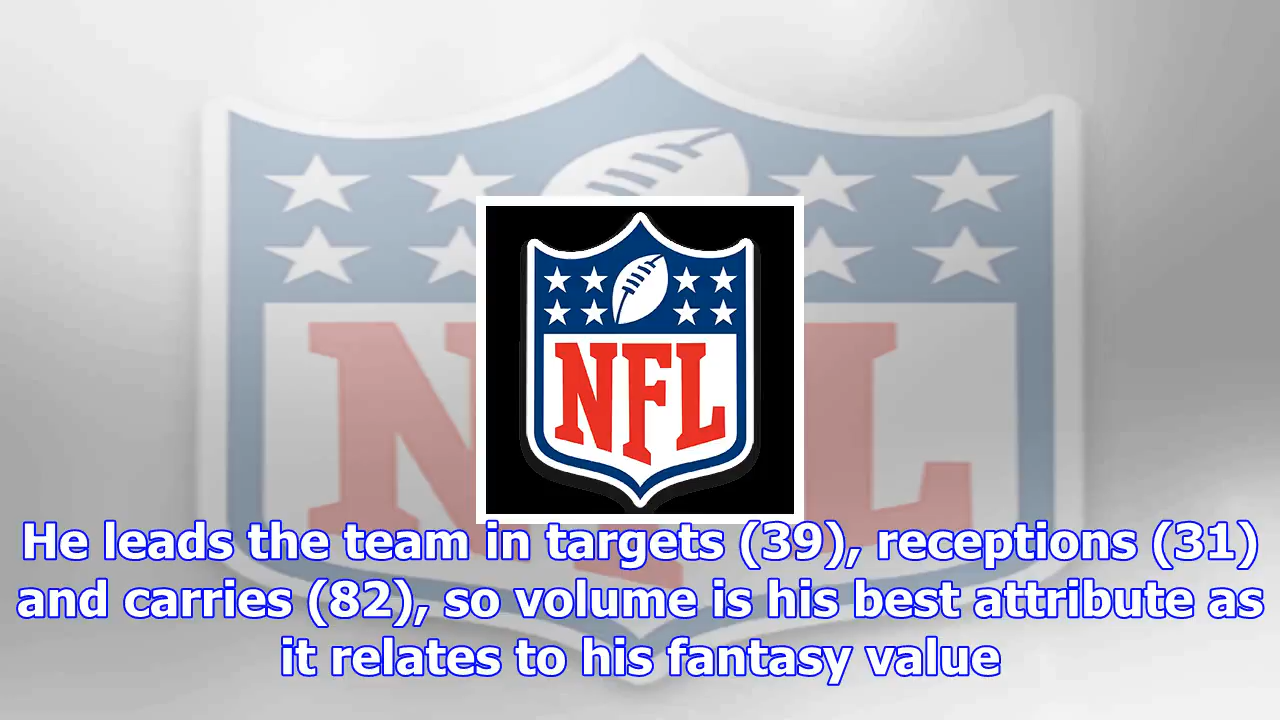 NFL
He leads the team in targets (39), receptions (31)
and carries (82), so volume is his best attribute as
it relates to his fantasy value